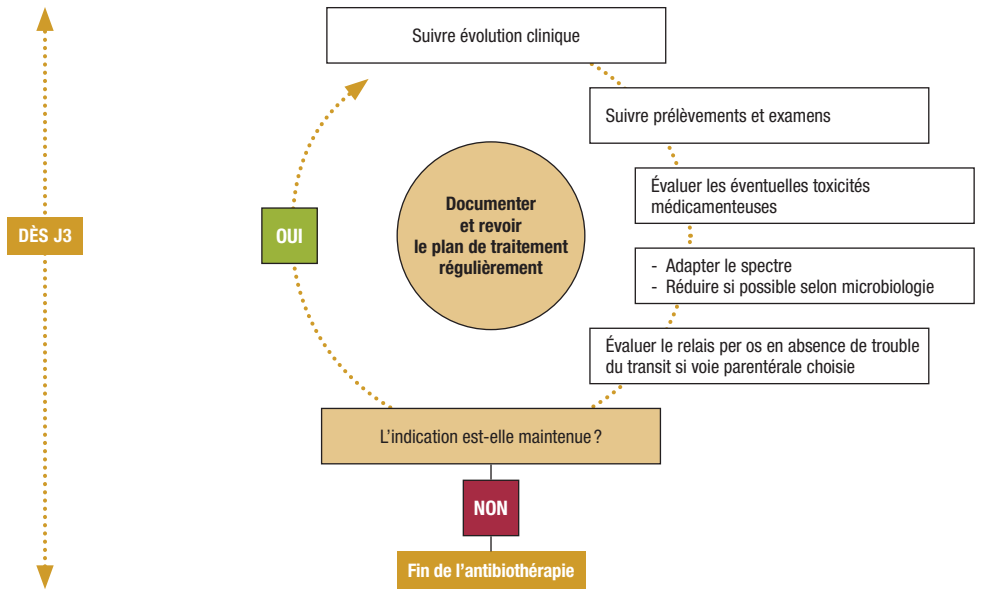 Suivre évolution clinique
Suivre prélèvements et examens
Évaluer les éventuelles toxicités
médicamenteuses
Documenter
et revoir
le plan de traitement
régulièrement
DÈS J3
OUI
- Adapter le spectre
- Réduire si possible selon microbiologie
Évaluer le relais per os en absence de trouble
du transit si voie parentérale choisie
L’indication est-elle maintenue ?
NON
Fin de l’antibiothérapie